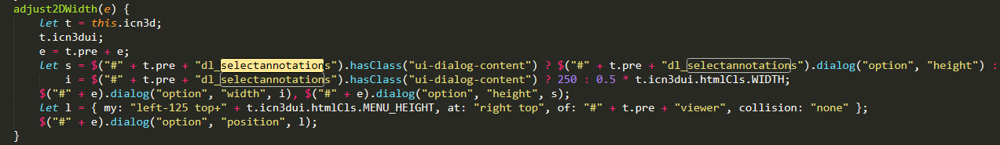 adjust2DWidth(e) {
    let t = this.icn3d;
    t.icn3dui;
    e = t.pre + e;
    let s = $("#" + t.pre + "dl_selectannotations").hasClass("ui-dialog-content") ? $("#" + t.pre + "dl_selectannotations").dialog("option", "height") :
        i = $("#" + t.pre + "dl_selectannotations").hasClass("ui-dialog-content") ? 250 : 0.5 * t.icn3dui.htmlCls.WIDTH;
    $("#" + e).dialog("option", "width", i), $("#" + e).dialog("option", "height", s);
    let l = { my: "left-125 top+" + t.icn3dui.htmlCls.MENU_HEIGHT, at: "right top", of: "#" + t.pre + "viewer", collision: "none" };
    $("#" + e).dialog("option", "position", l);
}